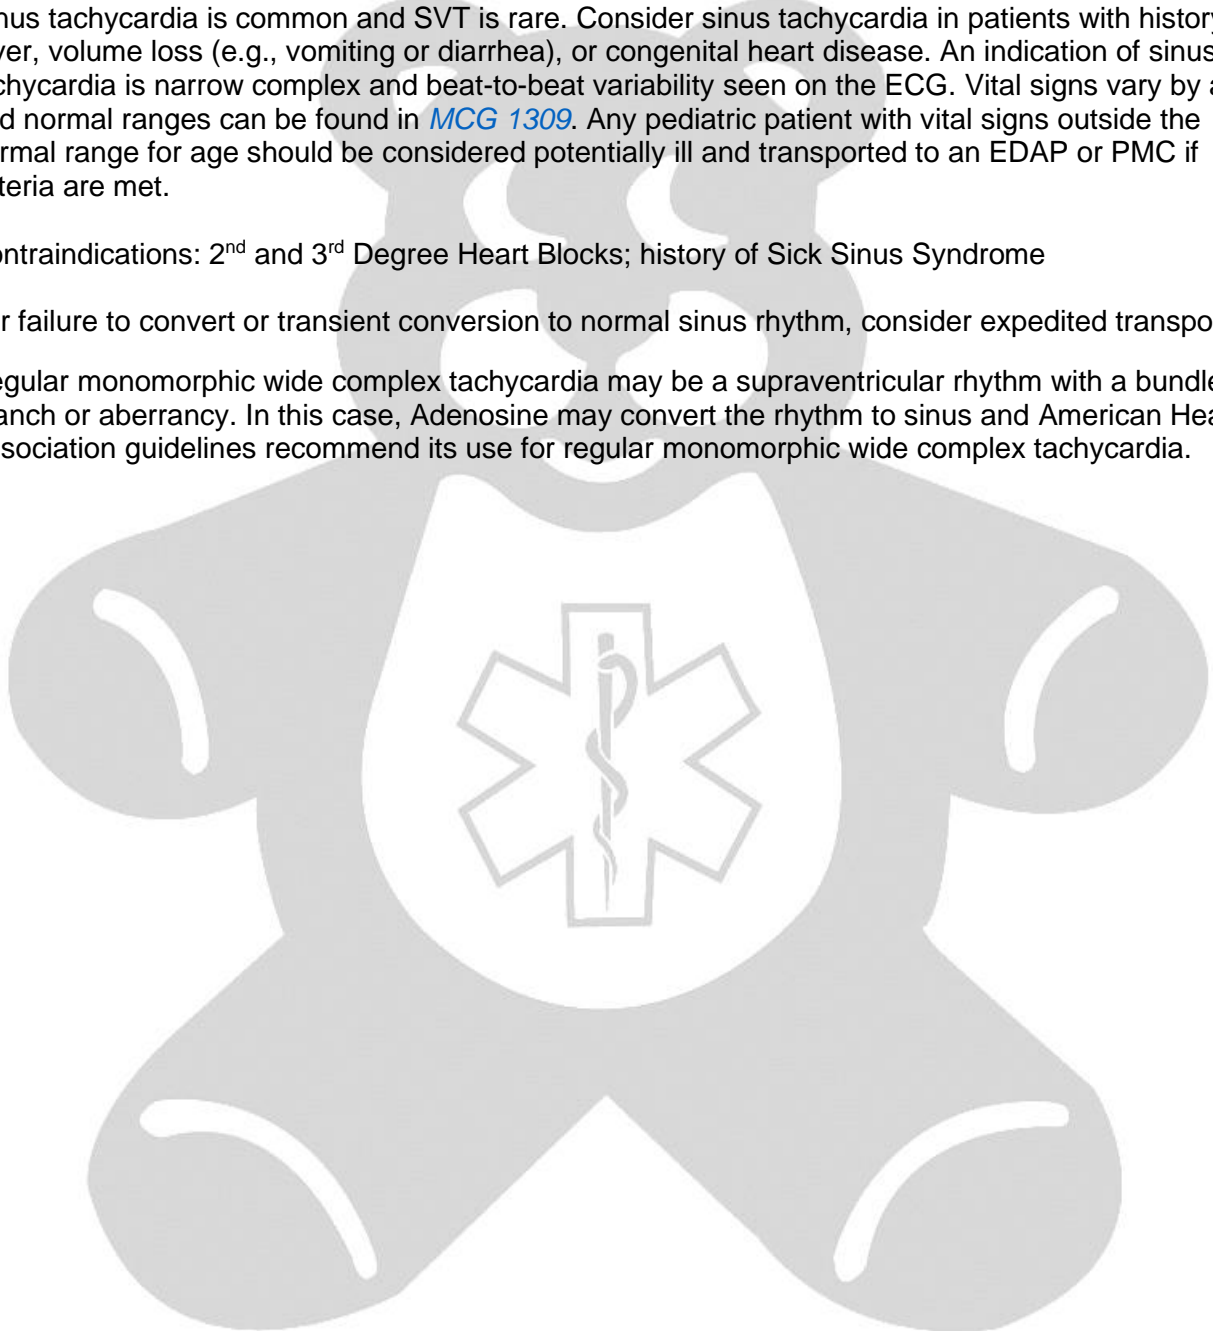 nus tachycardia is common and SVT is rare. Consider sinus tachycardia in patients with history
ver, volume loss (e.g., vomiting or diarrhea), or congenital heart disease. An indication of sinus
chycardia is narrow complex and beat-to-beat variability seen on the ECG. Vital signs vary by a
d normal ranges can be found in MCG 1309. Any pediatric patient with vital signs outside the
rmal range for age should be considered potentially ill and transported to an EDAP or PMC if
teria are met.
ontraindications: 2nd and 3rd Degree Heart Blocks; history of Sick Sinus Syndrome
r failure to convert or transient conversion to normal sinus rhythm, consider expedited transpo
egular monomorphic wide complex tachycardia may be a supraventricular rhythm with a bundle
anch or aberrancy. In this case, Adenosine may convert the rhythm to sinus and American Hea
sociation guidelines recommend its use for regular monomorphic wide complex tachycardia.